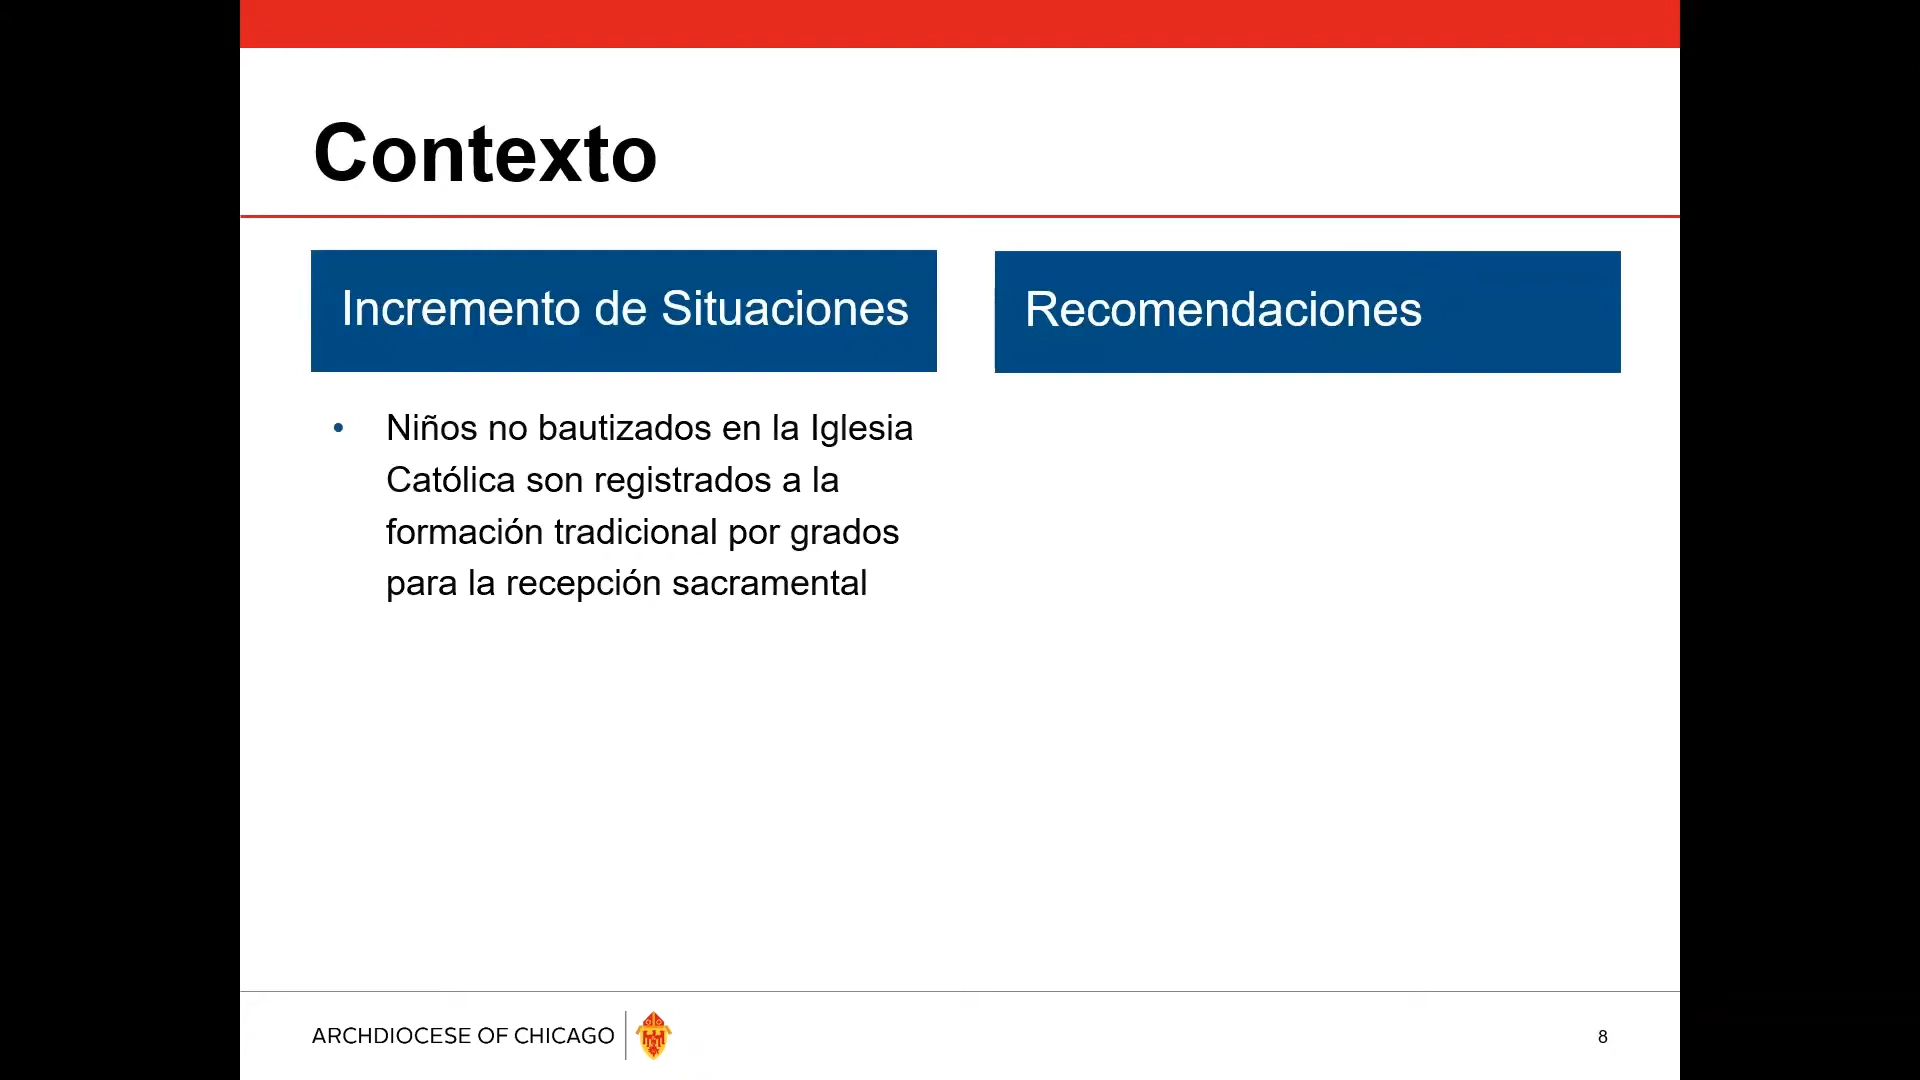 Contexto
Incremento de Situaciones
Recomendaciones
• Niños no bautizados en la Iglesia
Católica son registrados a la
formación tradicional por grados
para la recepción sacramental
ARCHDIOCESE OF CHICAGO
8